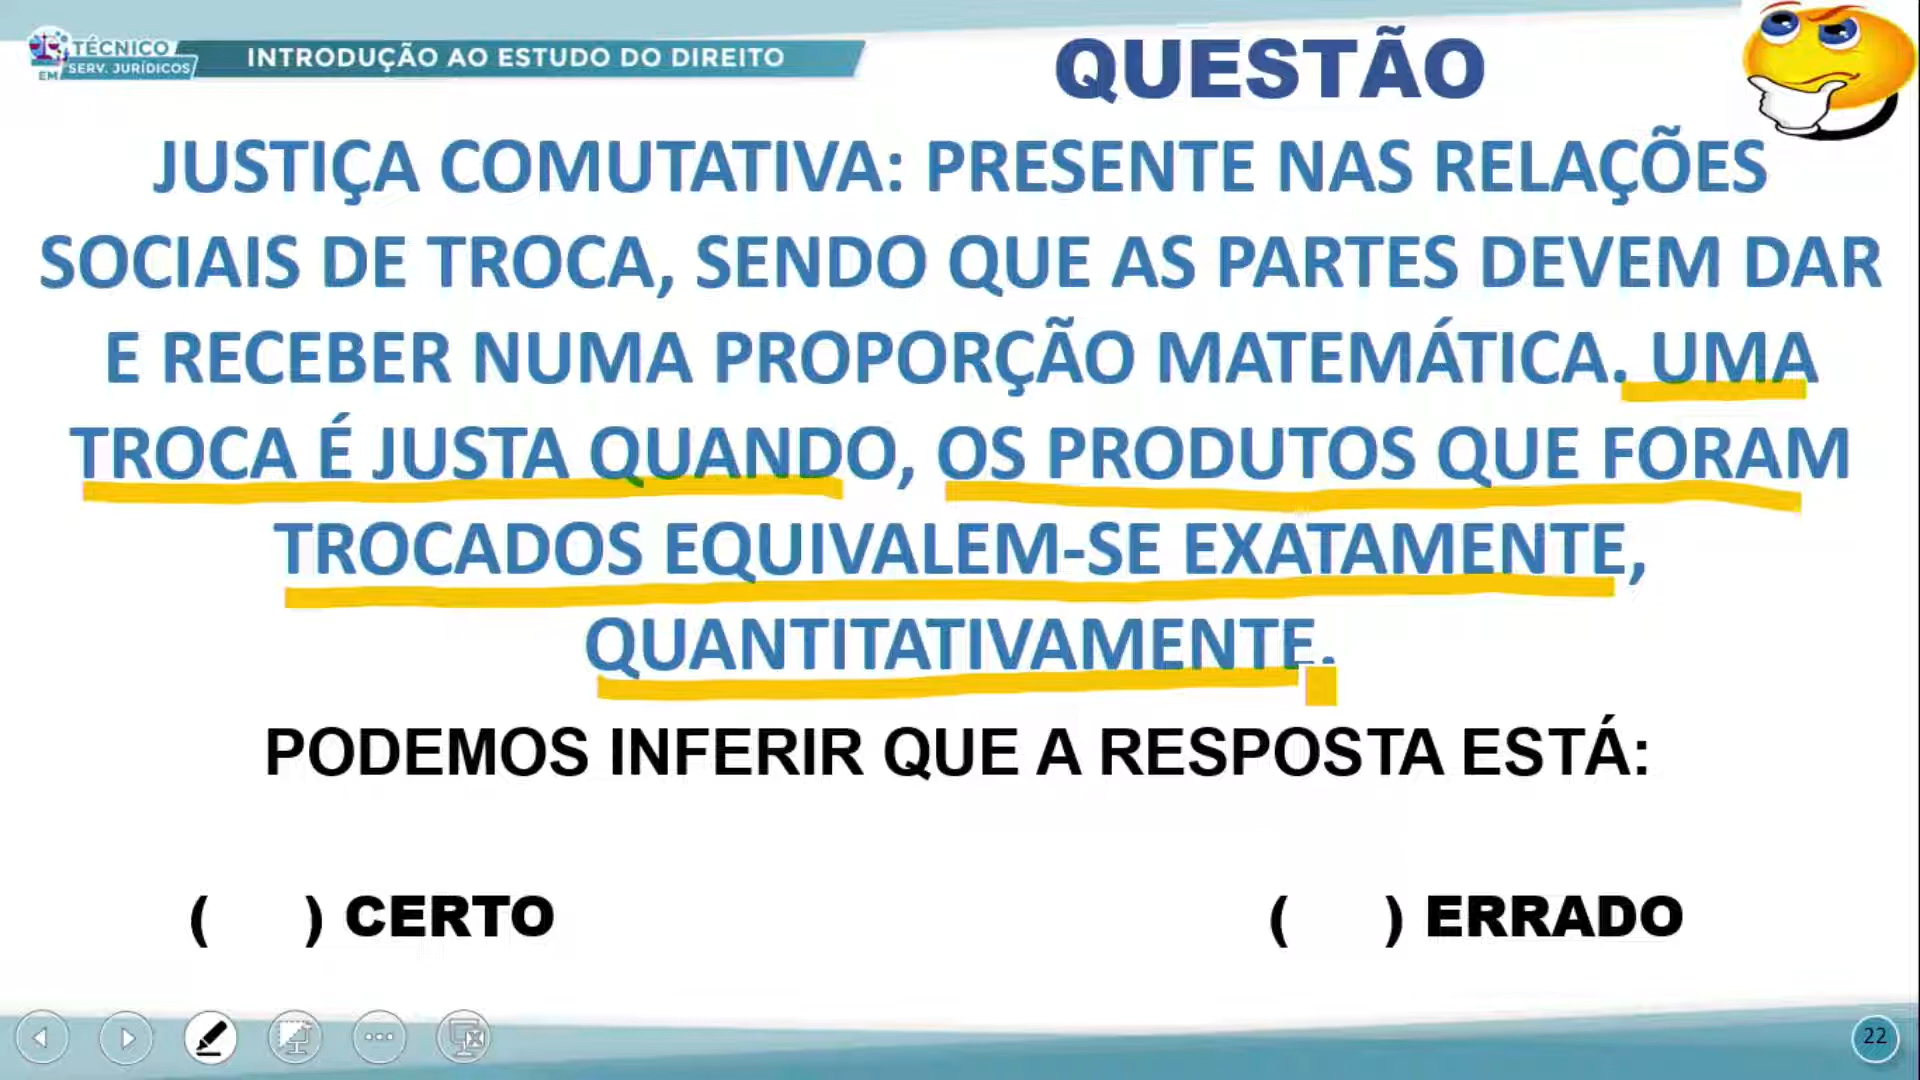 TÉCNICO
EM SERV. JURÍDICOS
INTRODUÇÃO AO ESTUDO DO DIREITO
QUESTÃO
JUSTIÇA COMUTATIVA: PRESENTE NAS RELAÇÕES
SOCIAIS DE TROCA, SENDO QUE AS PARTES DEVEM DAR
E RECEBER NUMA PROPORÇÃO MATEMÁTICA. UMA
TROCA É JUSTA QUANDO, OS PRODUTOS QUE FORAM
TROCADOS EQUIVALEM-SE EXATAMENTE,
QUANTITATIVAMENTE.
PODEMOS INFERIR QUE A RESPOSTA ESTÁ:
( ) CERTO ( ) ERRADO
22